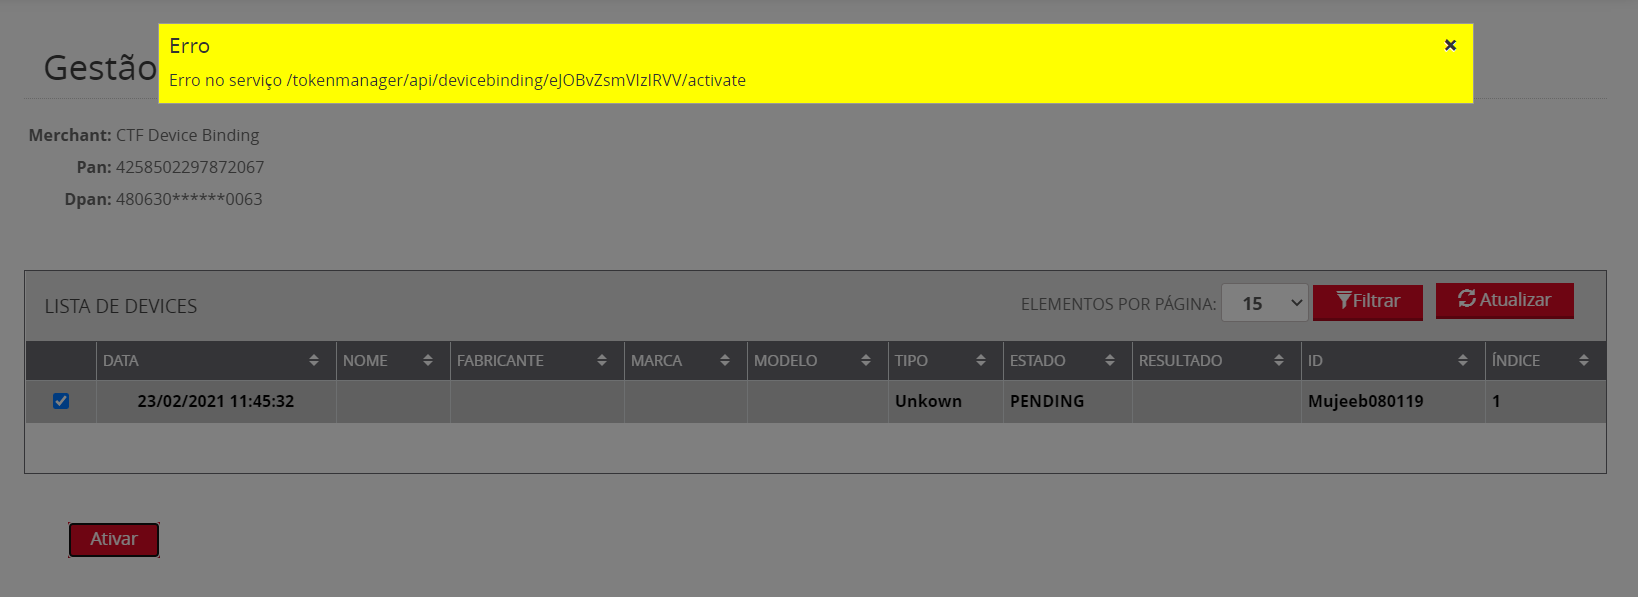 Gestão
Erro
Erro no serviço /tokenmanager/api/devicebinding/eJOBvZsmVIzIRVV/activate
Merchant: CTF Device Binding
Pan: 4258502297872067
Dpan: 480630******0063
LISTA DE DEVICES
ELEMENTOS POR PÁGINA: 15 Filtrar Atualizar
DATA NOME FABRICANTE MARCA MODELO TIPO ESTADO RESULTADO ID ÍNDICE
23/02/2021 11:45:32 Unkown PENDING Mujeeb080119 1
Ativar